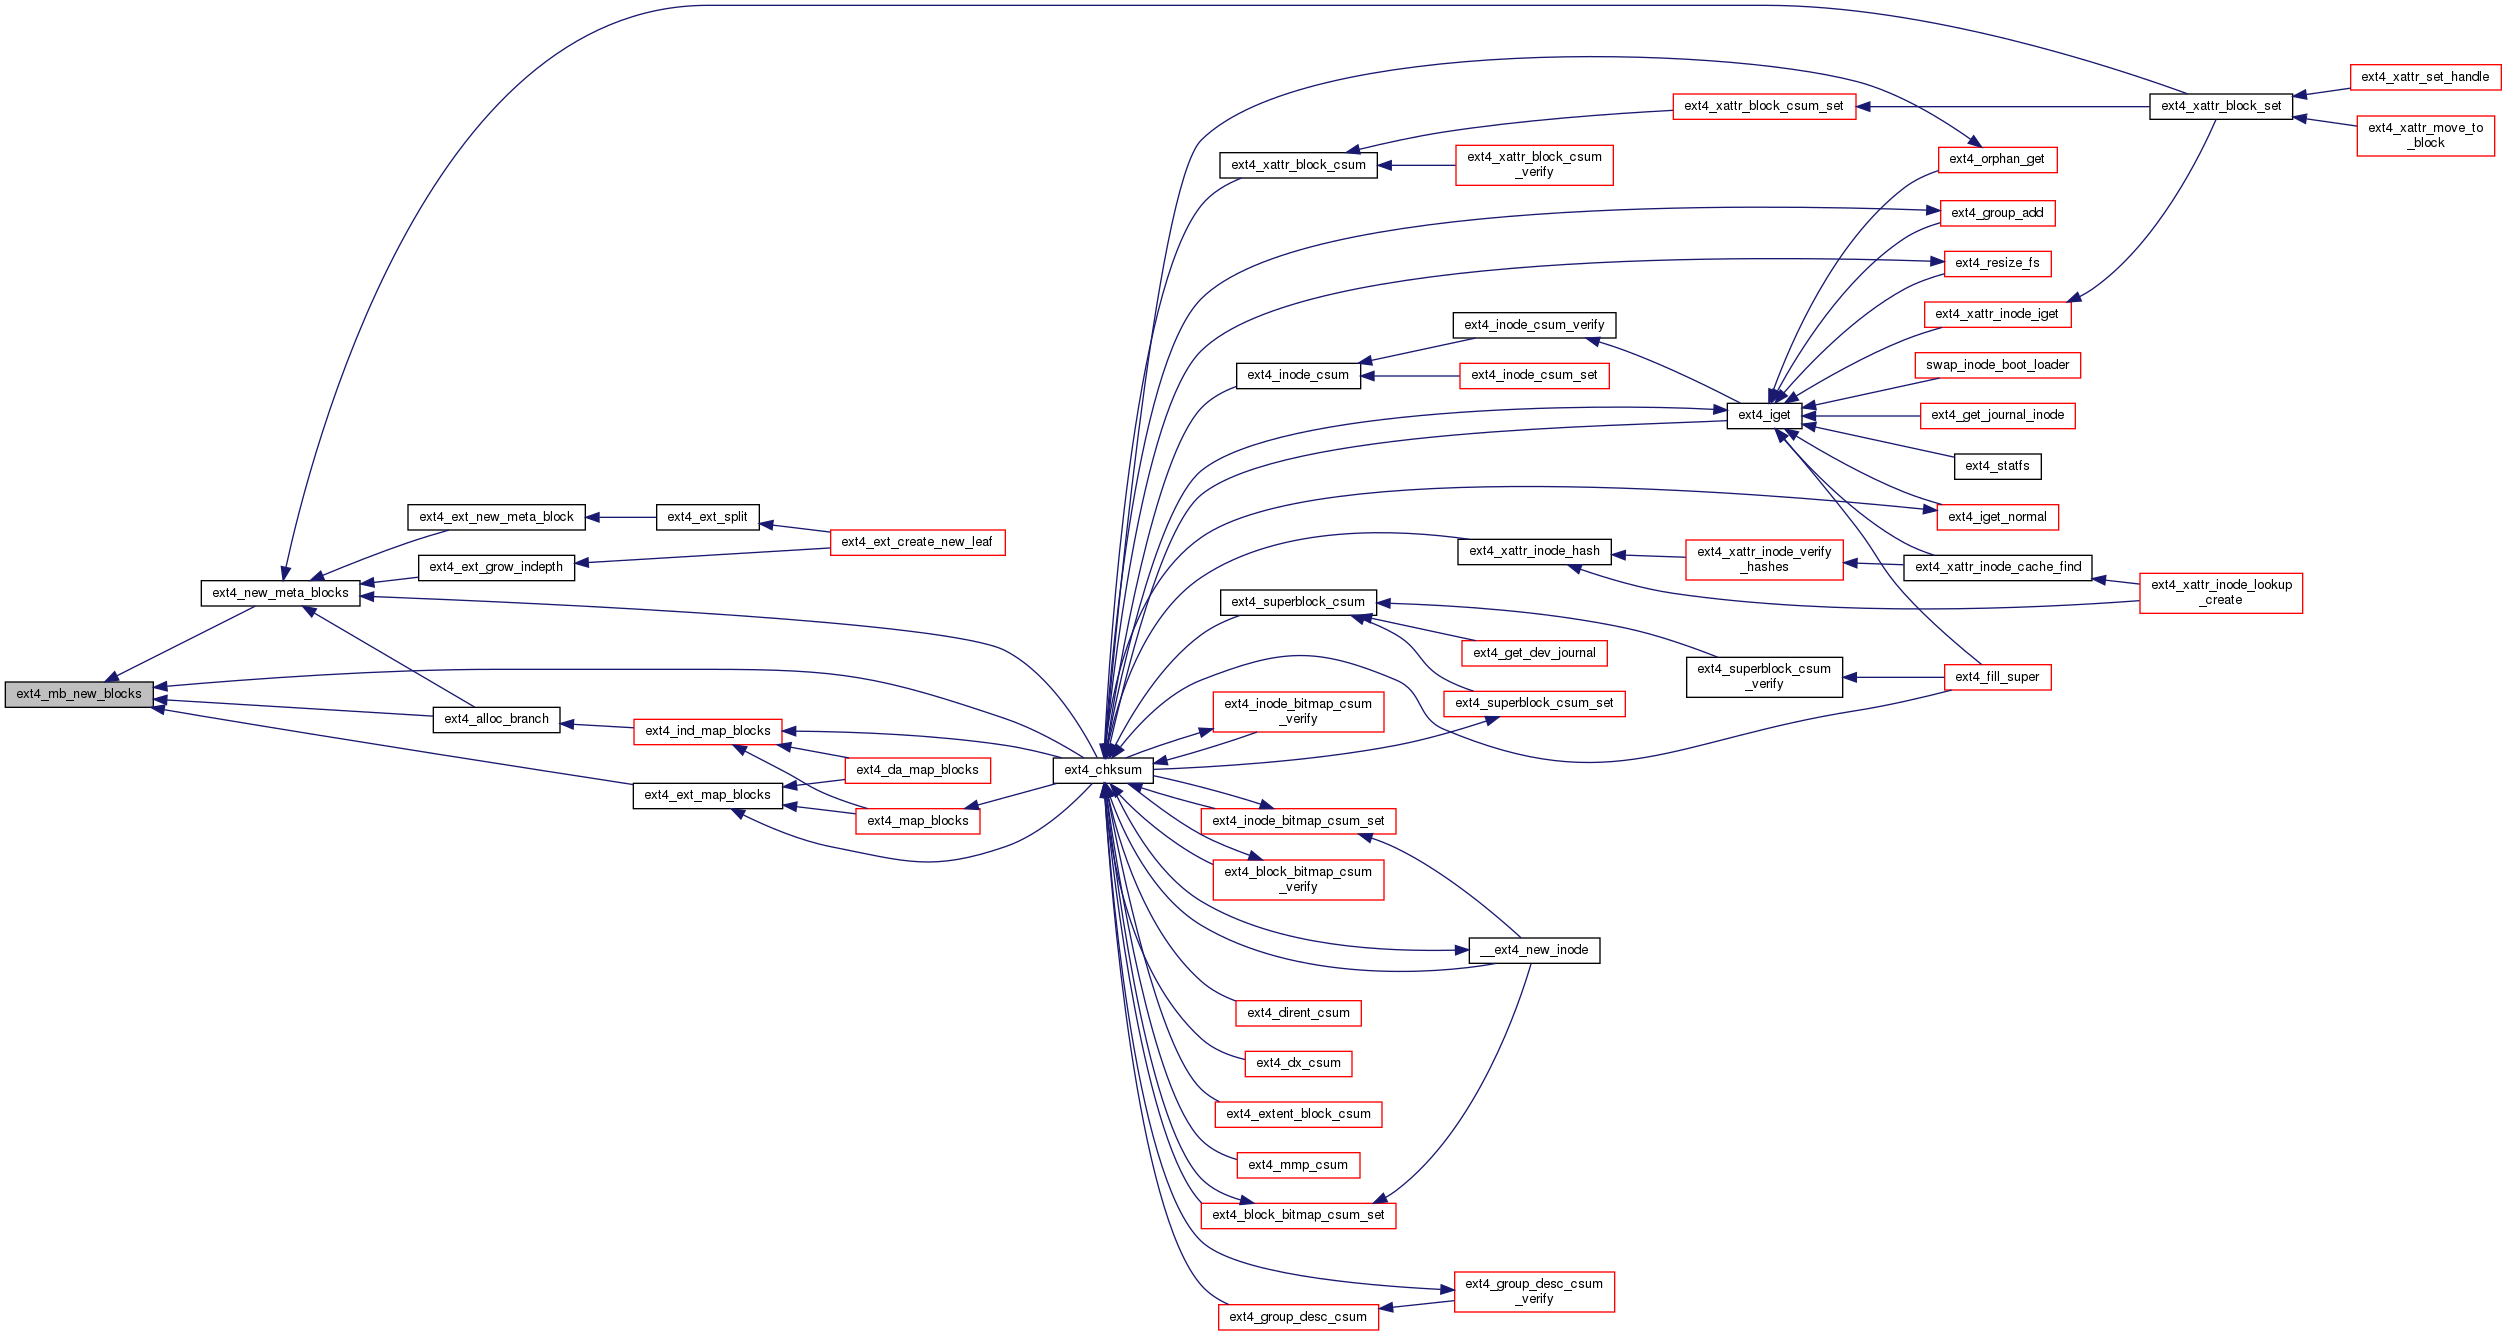 ext4_mb_new_blocks
ext4_new_meta_blocks
ext4_ext_new_meta_block
ext4_ext_grow_indepth
ext4_alloc_branch
ext4_ext_split
ext4_ext_create_new_leaf
ext4_ind_map_blocks
ext4_ext_map_blocks
ext4_da_map_blocks
ext4_map_blocks
ext4_chksum
ext4_xattr_block_csum
ext4_inode_csum
ext4_superblock_csum
ext4_inode_bitmap_csum
_verify
ext4_inode_bitmap_csum_set
ext4_block_bitmap_csum
_verify
ext4_dirent_csum
ext4_dx_csum
ext4_extent_block_csum
ext4_mmp_csum
ext4_block_bitmap_csum_set
ext4_group_desc_csum
ext4_xattr_block_csum
_verify
ext4_inode_csum_verify
ext4_inode_csum_set
ext4_xattr_inode_hash
ext4_get_dev_journal
ext4_superblock_csum_set
__ext4_new_inode
ext4_group_desc_csum
_verify
ext4_xattr_block_csum_set
ext4_iget
ext4_xattr_inode_verify
_hashes
ext4_superblock_csum
_verify
ext4_orphan_get
ext4_group_add
ext4_resize_fs
ext4_xattr_inode_iget
swap_inode_boot_loader
ext4_get_journal_inode
ext4_statfs
ext4_iget_normal
ext4_xattr_inode_cache_find
ext4_fill_super
ext4_xattr_block_set
ext4_xattr_inode_lookup
_create
ext4_xattr_set_handle
ext4_xattr_move_to
_block